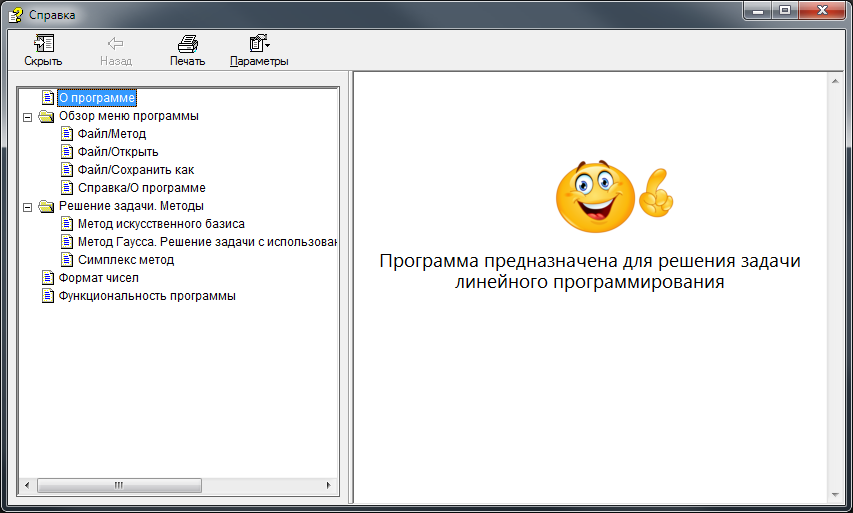 Справка
Скрыть
Назад
Печать
Параметры
О программе
Обзор меню программы
Файл/Метод
Файл/Открыть
Файл/Сохранить как
Справка/О программе
Решение задачи. Методы
Метод искусственного базиса
Метод Гаусса. Решение задачи с использован
Симплекс метод
Формат чисел
Функциональность программы
Программа предназначена для решения задачи
линейного программирования